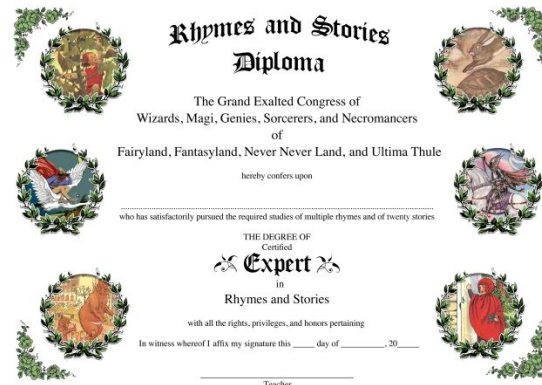 Rhymes and Stories
Diploma
The Grand Exalted Congress of
Wizards, Magi, Genies, Sorcerers, and Necromancers
of
Fairyland, Fantasyland, Never Never Land, and Ultima Thule
hereby confers upon
who has satisfactorily pursued the required studies of multiple rhymes and of twenty stories
THE DEGREE OF
Certified
Expert
in
Rhymes and Stories
with all the rights, privileges, and honors pertaining
In witness whereof I affix my signature this _____ day of __________, 20_____
Teacher